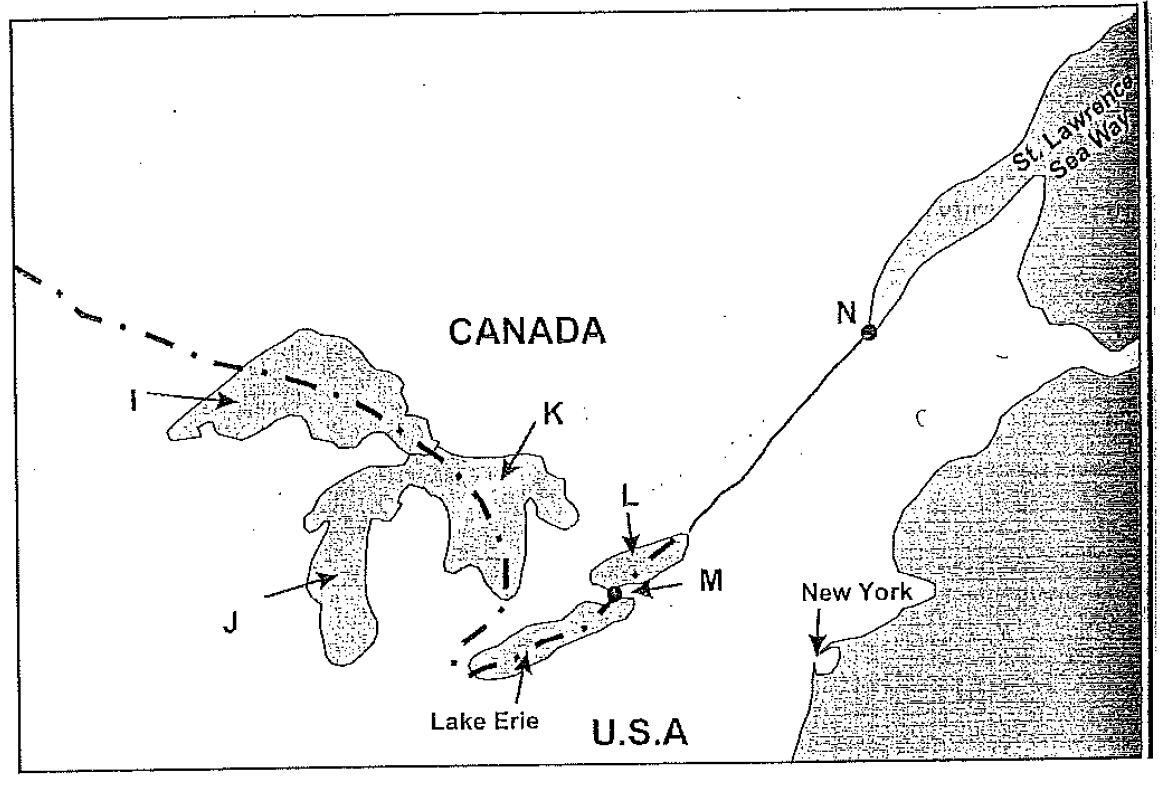 St. Lawrence
Sea Way
N
CANADA
I
K
L
M
New York
J
Lake Erie
U.S.A